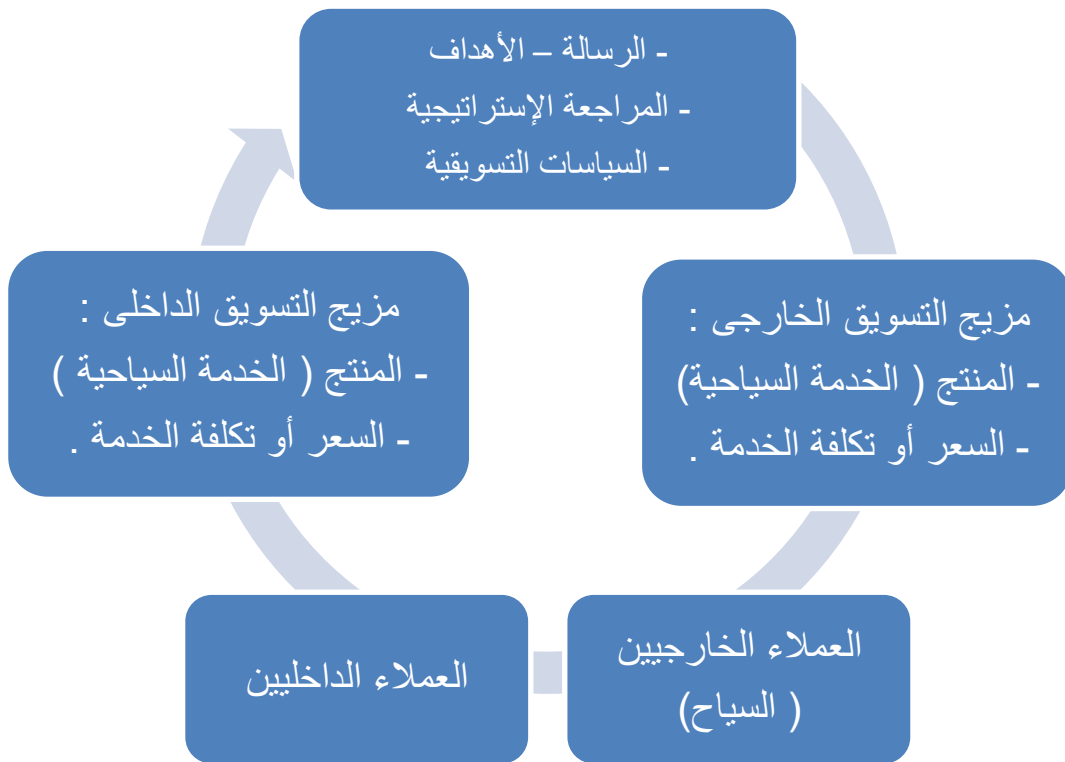 - الرسالة – الأهداف
- المراجعة الإستراتيجية
- السياسات التسويقية
مزيج التسويق الخارجى :
- المنتج ( الخدمة السياحية)
- السعر أو تكلفة الخدمة .
مزيج التسويق الداخلى :
- المنتج ( الخدمة السياحية )
- السعر أو تكلفة الخدمة .
العملاء الخارجيين
( السياح)
العملاء الداخليين